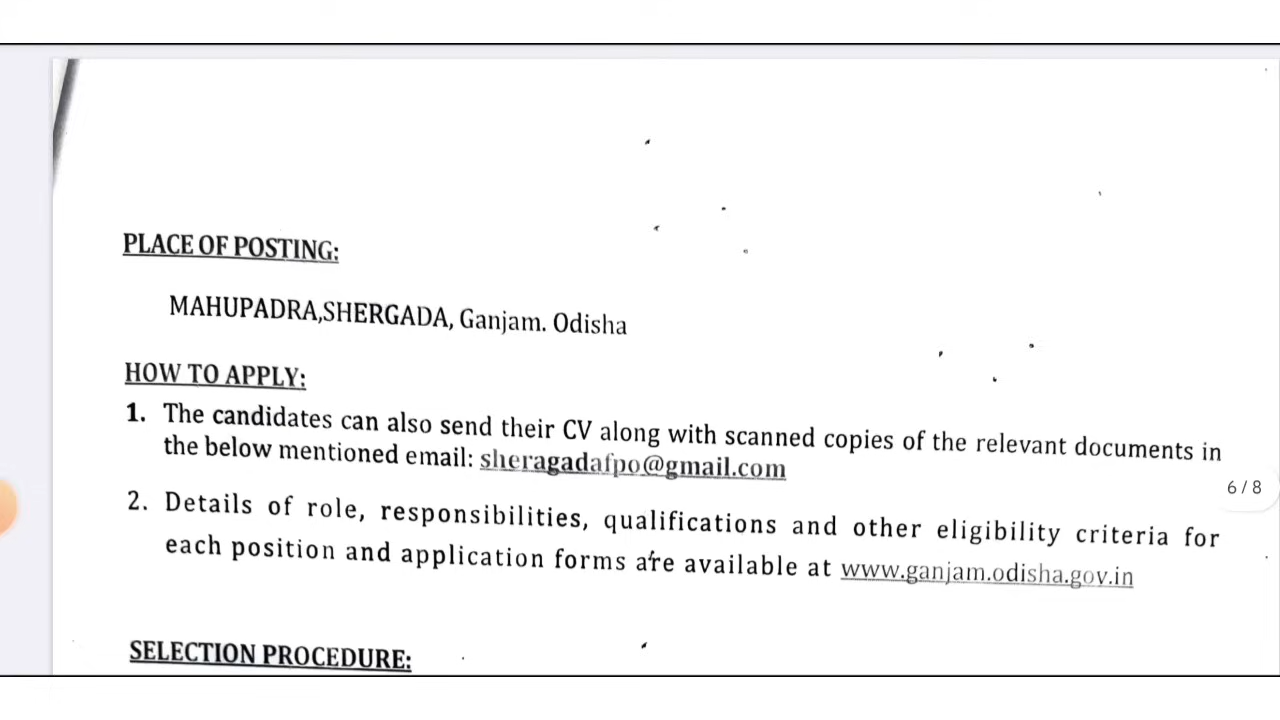 PLACE OF POSTING:
MAHUPADRA,SHERGADA, Ganjam. Odisha
HOW TO APPLY:
1. The candidates can also send their CV along with scanned copies of the relevant documents in
the below mentioned email: sheragadafpo@gmail.com
6 / 8
2. Details of role, responsibilities, qualifications and other eligibility criteria for
each position and application forms are available at www.ganjam.odisha.gov.in
SELECTION PROCEDURE: